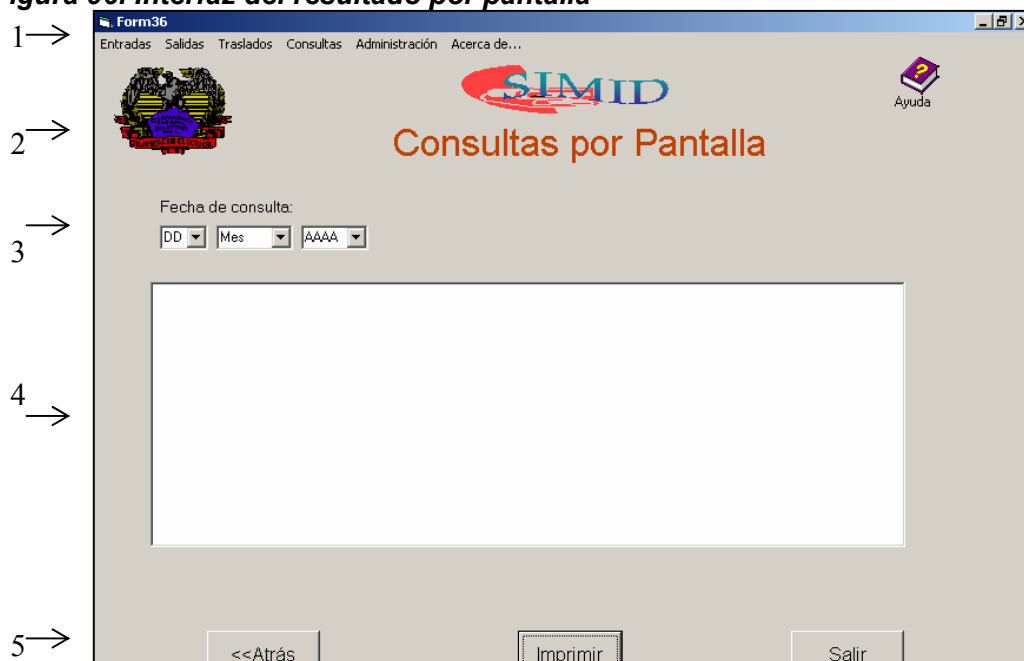 igura 96. Interfaz del resultado por pantalla
Form36
1
Entradas Salidas Traslados Consultas Administración Acerca de...
SIMID
Ayuda
2
Consultas por Pantalla
Fecha de consulta:
3
DD Mes AAAA
4
5
<<Atrás Imprimir Salir